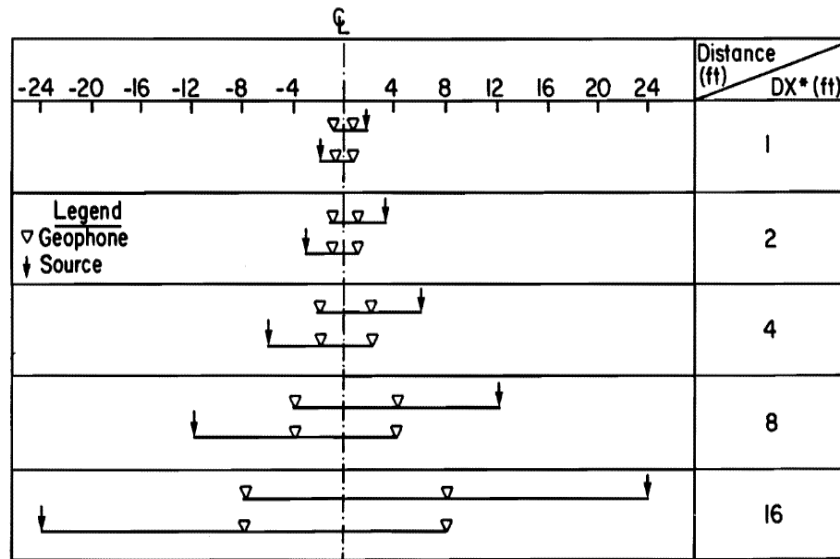 ℄
Distance (ft)
DX* (ft)
-24 -20 -16 -12 -8 -4 4 8 12 16 20 24
1
Legend
▽ Geophone
↓ Source
2
4
8
16